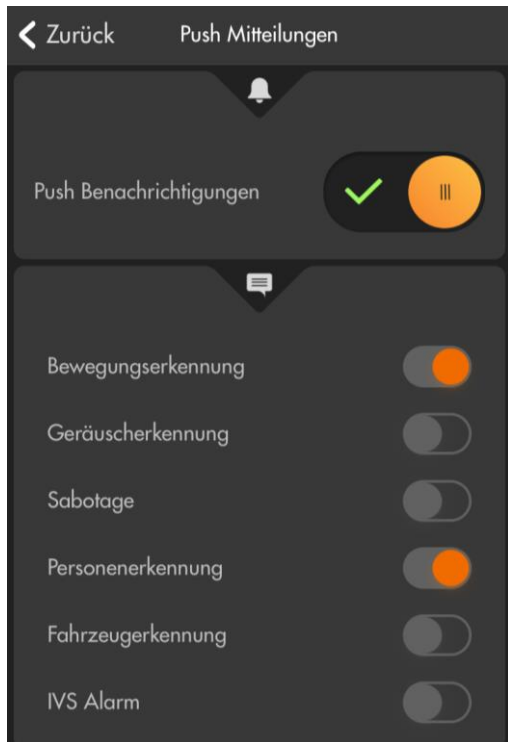 Zurück Push Mitteilungen
Push Benachrichtigungen
Bewegungserkennung
Geräuscherkennung
Sabotage
Personenerkennung
Fahrzeugerkennung
IVS Alarm